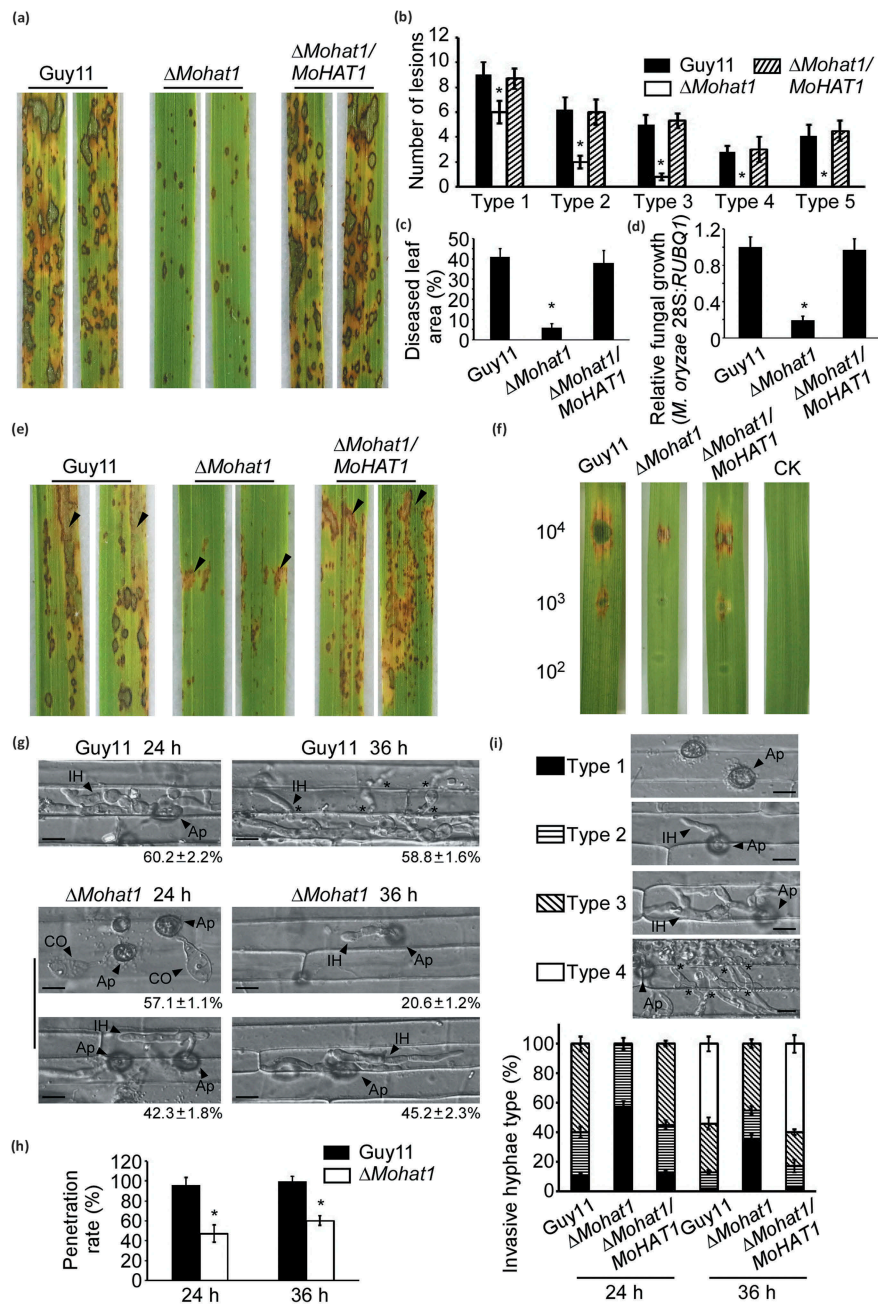 (a)
Guy11
ΔMohat1
ΔMohat1/
MoHAT1
(b)
Number of lesions
12
10
8
6
4
2
0
Guy11
ΔMohat1
ΔMohat1/
MoHAT1
*
*
*
*
*
Type 1
Type 2
Type 3
Type 4
Type 5
(c)
Diseased leaf
area (%)
50
40
30
20
10
0
*
Guy11
ΔMohat1
ΔMohat1/
MoHAT1
(d)
Relative fungal growth
(M. oryzae 28S:RUBQ1)
1.2
0.8
0.4
0
*
Guy11
ΔMohat1
ΔMohat1/
MoHAT1
(e)
Guy11
ΔMohat1
ΔMohat1/
MoHAT1
(f)
Guy11
ΔMohat1
ΔMohat1/
MoHAT1
CK
10⁴
10³
10²
(g)
Guy11 24 h
IH
Ap
60.2±2.2%
Guy11 36 h
IH
* * * * *
58.8±1.6%
ΔMohat1 24 h
Ap
CO
Ap
CO
57.1±1.1%
ΔMohat1 36 h
IH
Ap
20.6±1.2%
IH
Ap
Ap
42.3±1.8%
IH
Ap
45.2±2.3%
(h)
Guy11
ΔMohat1
Penetration
rate (%)
120
100
80
60
40
20
0
*
*
24 h
36 h
(i)
Type 1
Ap
Type 2
IH
Ap
Type 3
IH
Ap
Type 4
Ap
* * * * * *
Invasive hyphae type (%)
100
80
60
40
20
0
Guy11
ΔMohat1
ΔMohat1/
MoHAT1
Guy11
ΔMohat1
ΔMohat1/
MoHAT1
24 h
36 h